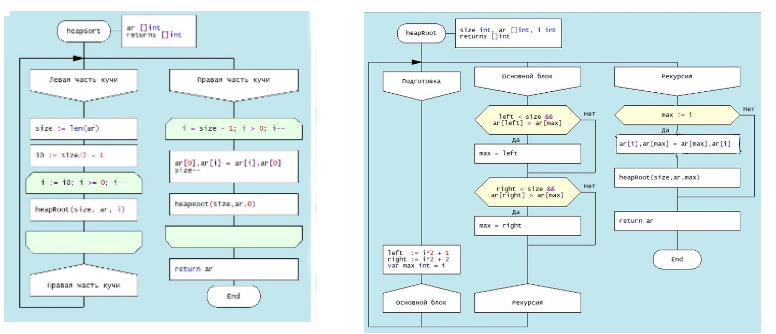 heapSort
ar []int
returns []int
Левая часть кучи
size := len(ar)
i0 := size/2 - 1
i := i0; i >= 0; i--
heapRoot(size, ar, i)
Правая часть кучи
Правая часть кучи
i = size - 1; i > 0; i--
ar[0],ar[i] = ar[i],ar[0]
size--
heapRoot(size,ar,0)
return ar
End
heapRoot
size int, ar []int, i int
returns []int
Подготовка
left := i*2 + 1
right := i*2 + 2
var max int = i
Основной блок
Основной блок
left < size &&
ar[left] > ar[max]
Нет
Да
max = left
right < size &&
ar[right] > ar[max]
Нет
Да
max = right
Рекурсия
Рекурсия
max != i
Нет
Да
ar[i],ar[max] = ar[max],ar[i]
heapRoot(size,ar,max)
return ar
End